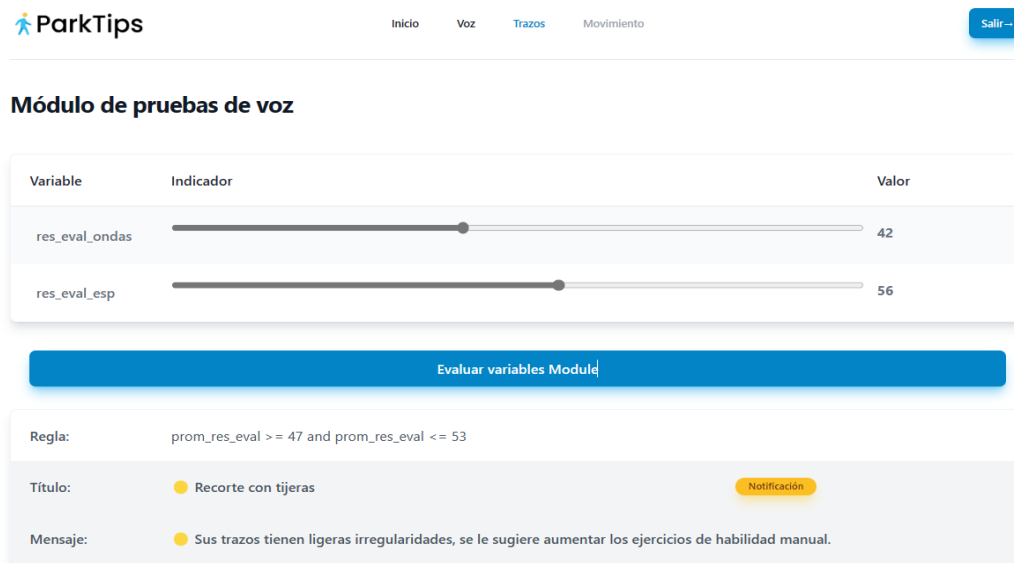 ParkTips Inicio Voz Trazos Movimiento Salir→
Módulo de pruebas de voz
Variable Indicador Valor
res_eval_ondas 42
res_eval_esp 56
Evaluar variables Module
Regla: prom_res_eval >= 47 and prom_res_eval <= 53
Título: Recorte con tijeras Notificación
Mensaje: Sus trazos tienen ligeras irregularidades, se le sugiere aumentar los ejercicios de habilidad manual.